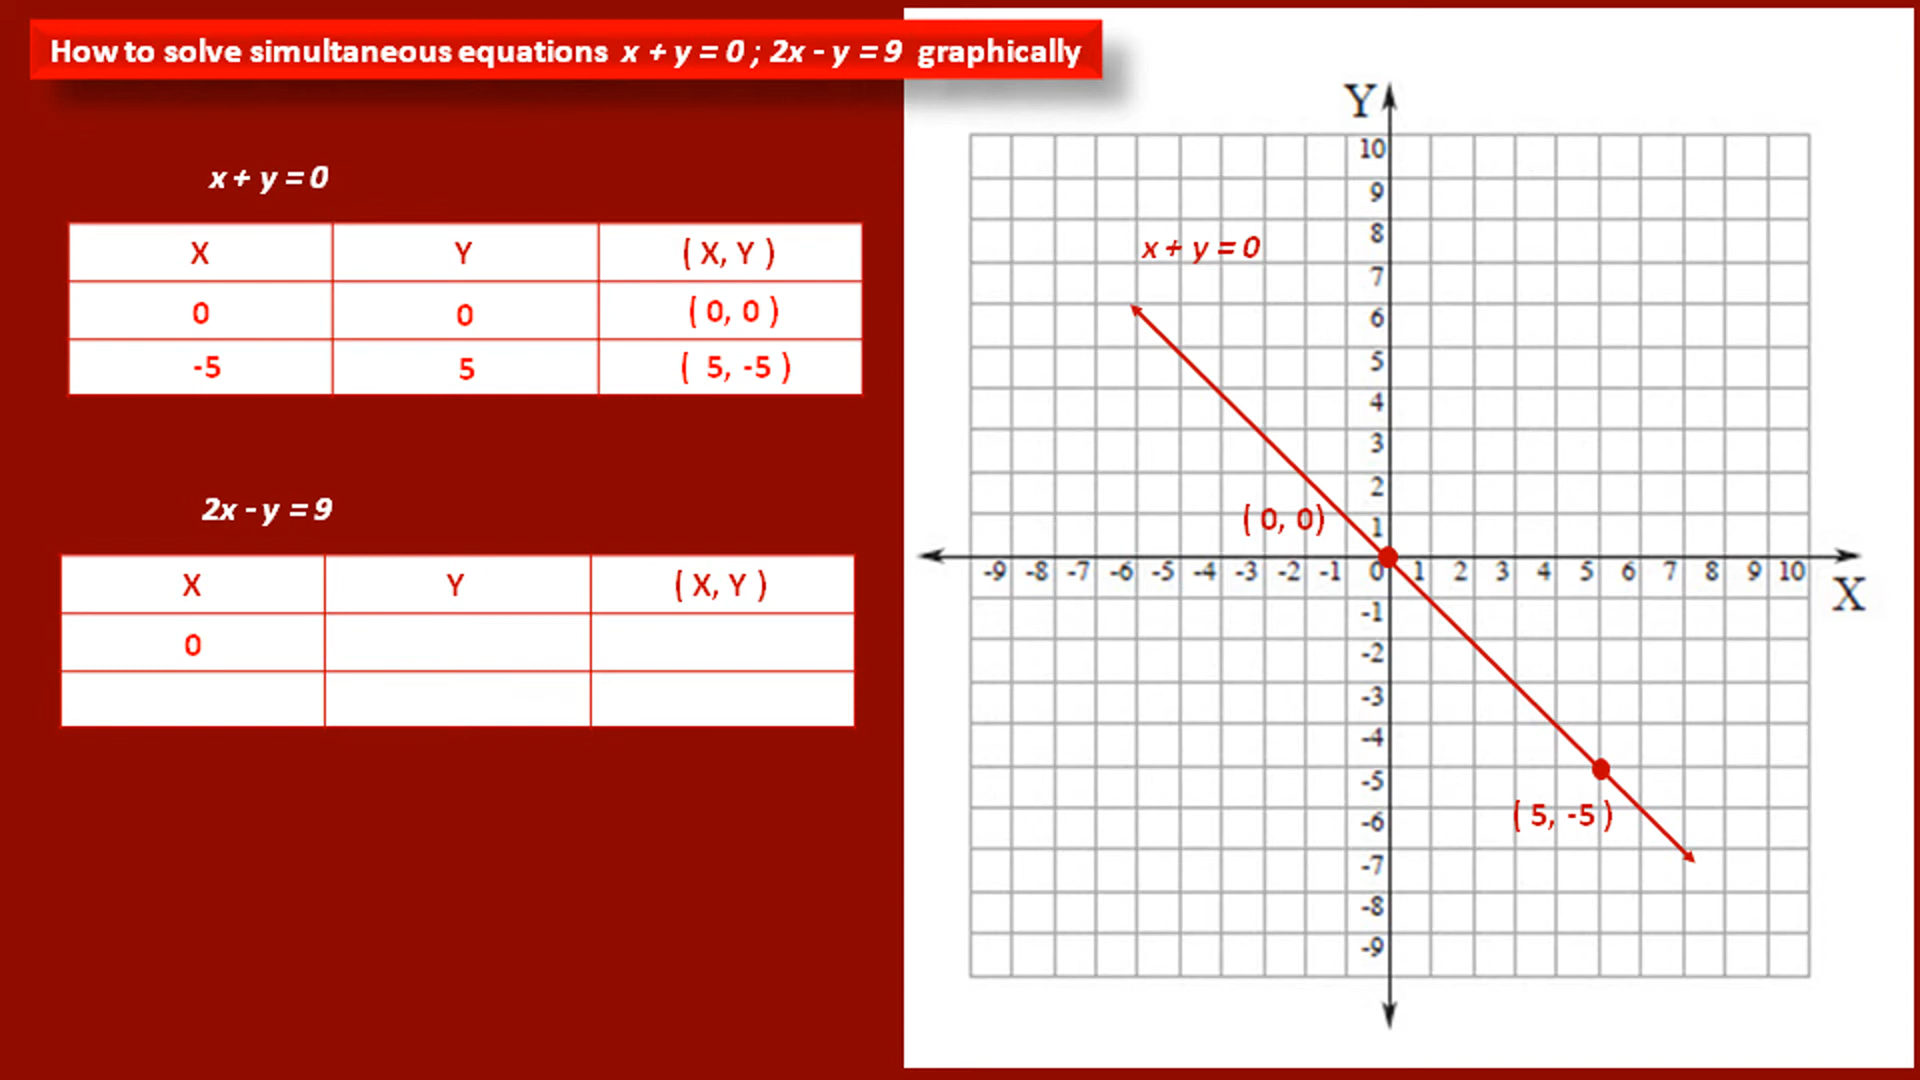 How to solve simultaneous equations x + y = 0 ; 2x - y = 9 graphically
x + y = 0
X Y ( X, Y )
0 0 ( 0, 0 )
-5 5 ( 5, -5 )
2x - y = 9
X Y ( X, Y )
0
Y
10
9
8
x + y = 0
7
6
5
4
3
2
( 0, 0)
1
-9 -8 -7 -6 -5 -4 -3 -2 -1 0 1 2 3 4 5 6 7 8 9 10
X
-1
-2
-3
-4
-5
( 5, -5 )
-6
-7
-8
-9